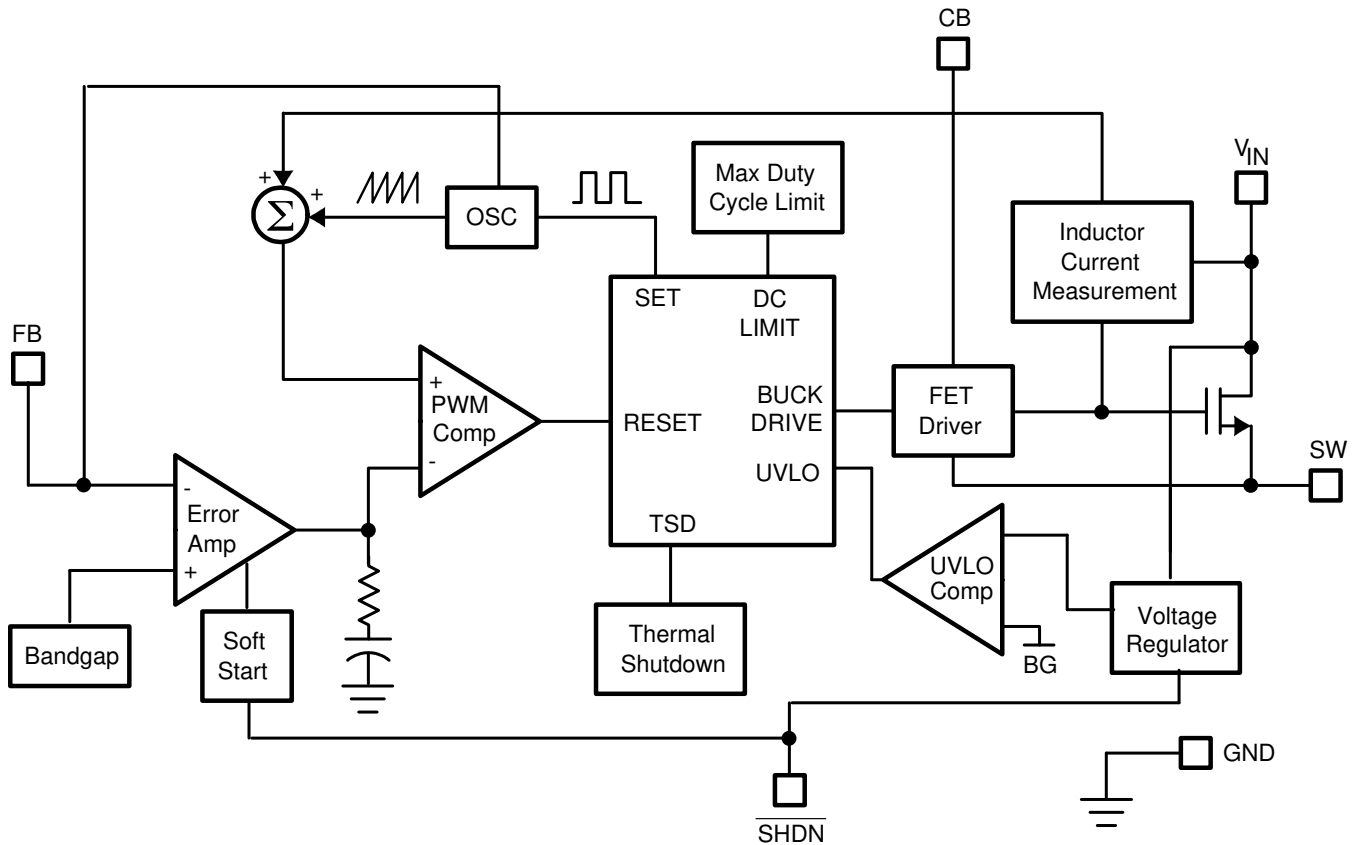 CB
VIN
+
+
Σ
OSC
Max Duty
Cycle Limit
Inductor
Current
Measurement
SET
DC
LIMIT
FB
+
PWM
Comp
-
RESET
BUCK
DRIVE
FET
Driver
SW
UVLO
-
Error
Amp
+
TSD
UVLO
Comp
Bandgap
Soft
Start
Thermal
Shutdown
BG
Voltage
Regulator
GND
SHDN